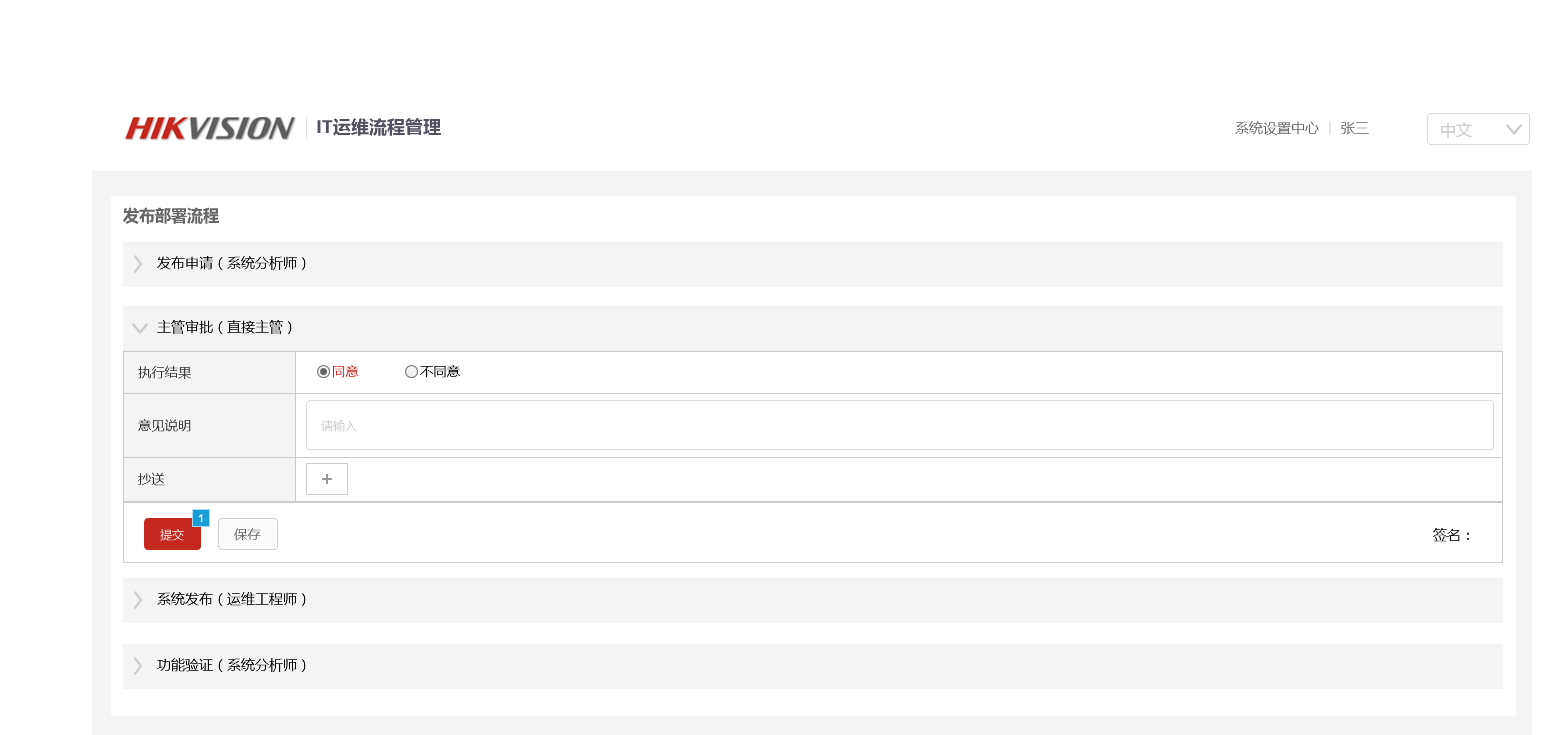 HIKVISION IT运维流程管理 系统设置中心 张三 中文
发布部署流程
发布申请（系统分析师）
主管审批（直接主管）
执行结果 同意 不同意
意见说明 请输入
抄送 +
提交 1 保存 签名：
系统发布（运维工程师）
功能验证（系统分析师）